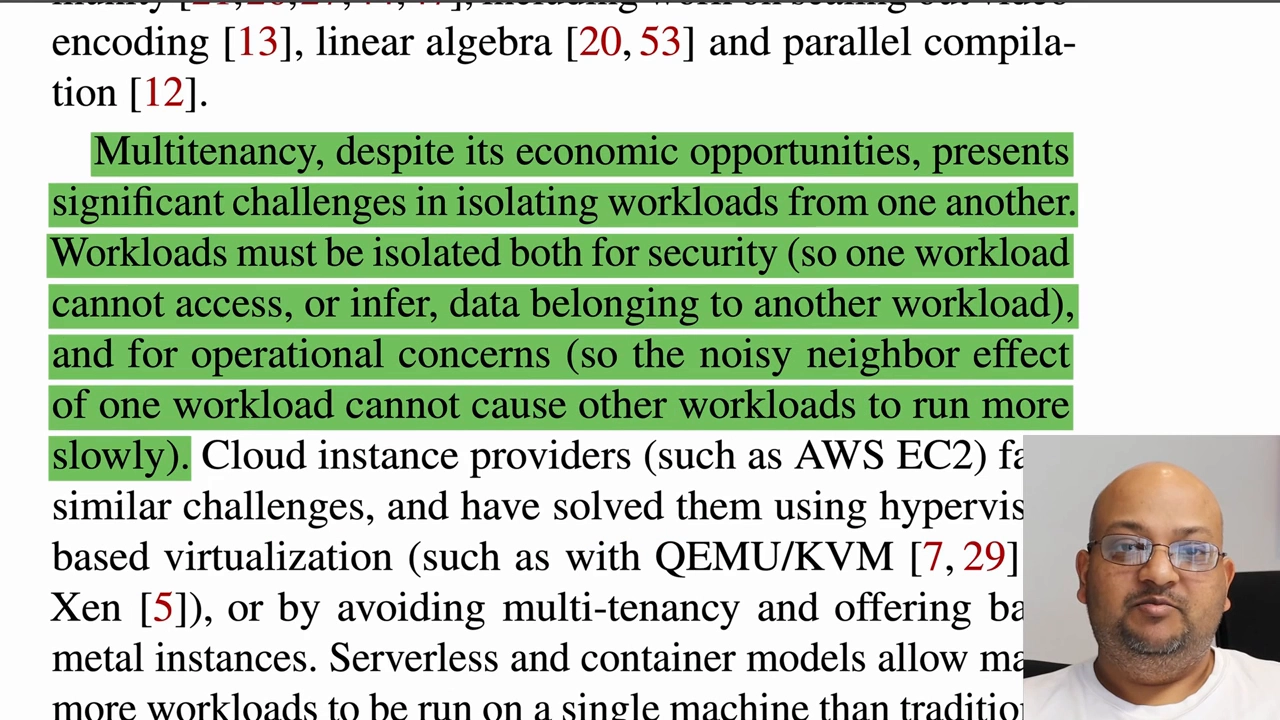 encoding [13], linear algebra [20, 53] and parallel compila-
tion [12].
Multitenancy, despite its economic opportunities, presents
significant challenges in isolating workloads from one another.
Workloads must be isolated both for security (so one workload
cannot access, or infer, data belonging to another workload),
and for operational concerns (so the noisy neighbor effect
of one workload cannot cause other workloads to run more
slowly). Cloud instance providers (such as AWS EC2)
similar challenges, and have solved them using
based virtualization (such as with QEMU/KVM [7, 29]
Xen [5]), or by avoiding multi-tenancy and offering
metal instances. Serverless and container models allow
more workloads to be run on a single machine than